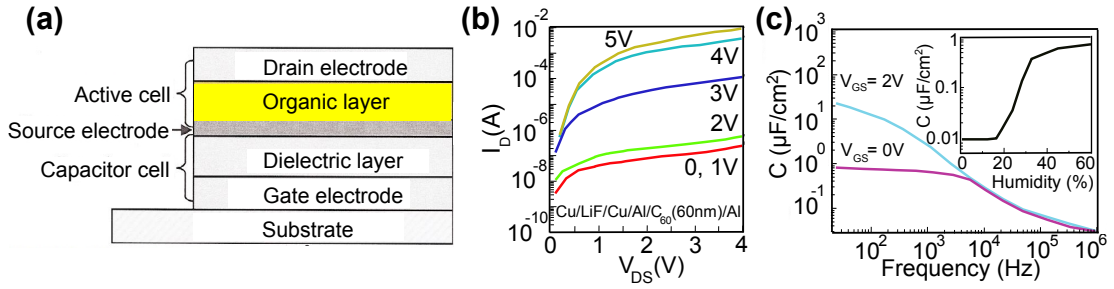 (a)
Drain electrode
Active cell
Organic layer
Source electrode
Dielectric layer
Capacitor cell
Gate electrode
Substrate
(b)
I_D(A)
10^-2
10^-4
10^-6
10^-8
10^-10
5V
4V
3V
2V
0, 1V
Cu/LiF/Cu/Al/C_60(60nm)/Al
0 1 2 3 4
V_DS(V)
(c)
C (µF/cm²)
10^3
10^2
10^1
10^0
10^-1
10^-2
V_GS= 2V
V_GS= 0V
C (µF/cm²)
1
0.1
0.01
0 20 40 60
Humidity (%)
10^2 10^3 10^4 10^5 10^6
Frequency (Hz)